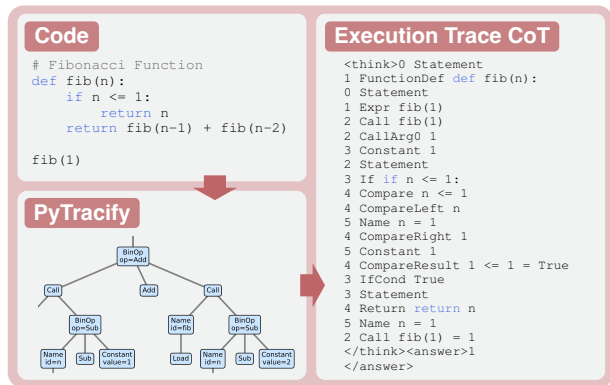 Code
# Fibonacci Function
def fib(n):
    if n <= 1:
        return n
    return fib(n-1) + fib(n-2)
fib(1)
PyTracify
BinOp
op=Add
Call
Add
Call
BinOp
op=Sub
Name
id=fib
BinOp
op=Sub
Name
id=n
Sub
Constant
value=1
Load
Name
id=n
Sub
Constant
value=2
Execution Trace CoT
<think>0 Statement
1 FunctionDef def fib(n):
0 Statement
1 Expr fib(1)
2 Call fib(1)
2 CallArg0 1
3 Constant 1
2 Statement
3 If if n <= 1:
4 Compare n <= 1
4 CompareLeft n
5 Name n = 1
4 CompareRight 1
5 Constant 1
4 CompareResult 1 <= 1 = True
3 IfCond True
3 Statement
4 Return return n
5 Name n = 1
2 Call fib(1) = 1
</think><answer>1
</answer>